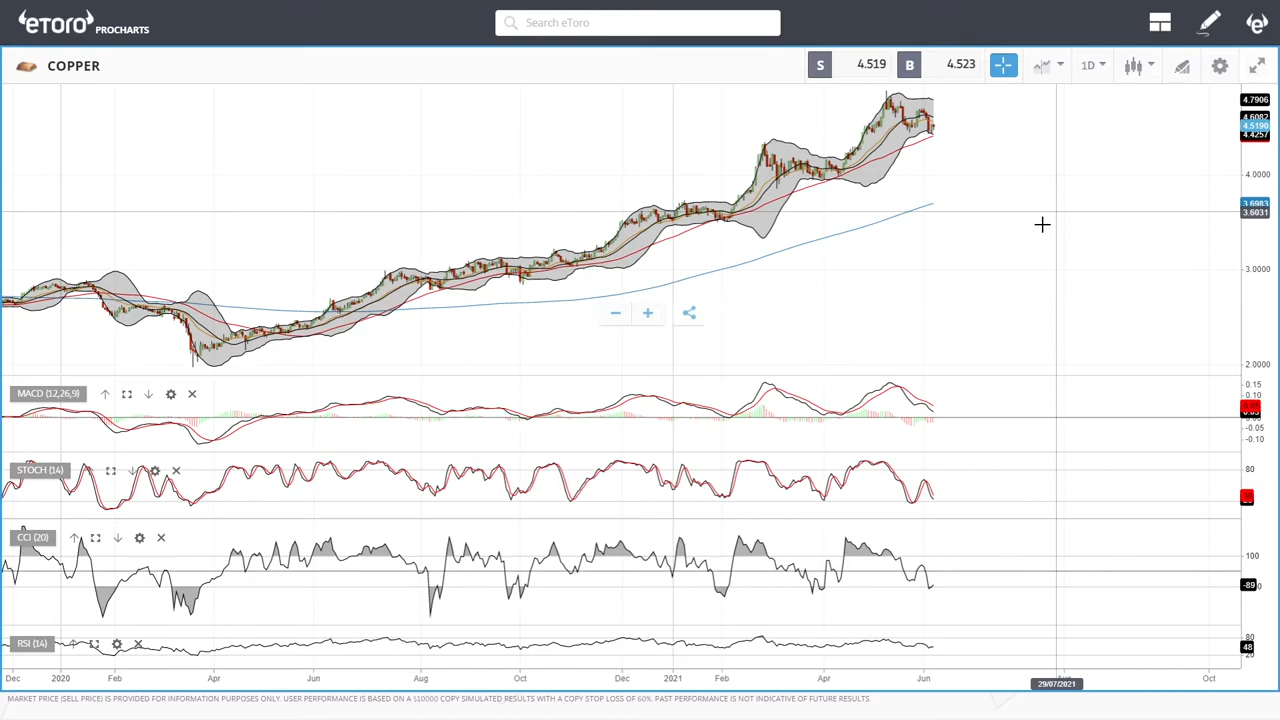 eToro PROCHARTS
Search eToro
COPPER
S 4.519 B 4.523
1D
4.7906
4.6082
4.5190
4.4257
4.0000
3.6983
3.6031
3.0000
2.0000
MACD (12,26,9)
0.15
0.10
-0.05
-0.10
STOCH (14)
80
CCI (20)
100
-89
RSI (14)
80
48
20
Dec 2020 Feb Apr Jun Aug Oct Dec 2021 Feb Apr Jun Oct
29/07/2021
MARKET PRICE (SELL PRICE) IS PROVIDED FOR INFORMATION PURPOSES ONLY. USER PERFORMANCE IS BASED ON A $10000 COPY SIMULATED RESULTS WITH A COPY STOP LOSS OF 60%. PAST PERFORMANCE IS NOT INDICATIVE OF FUTURE RESULTS.